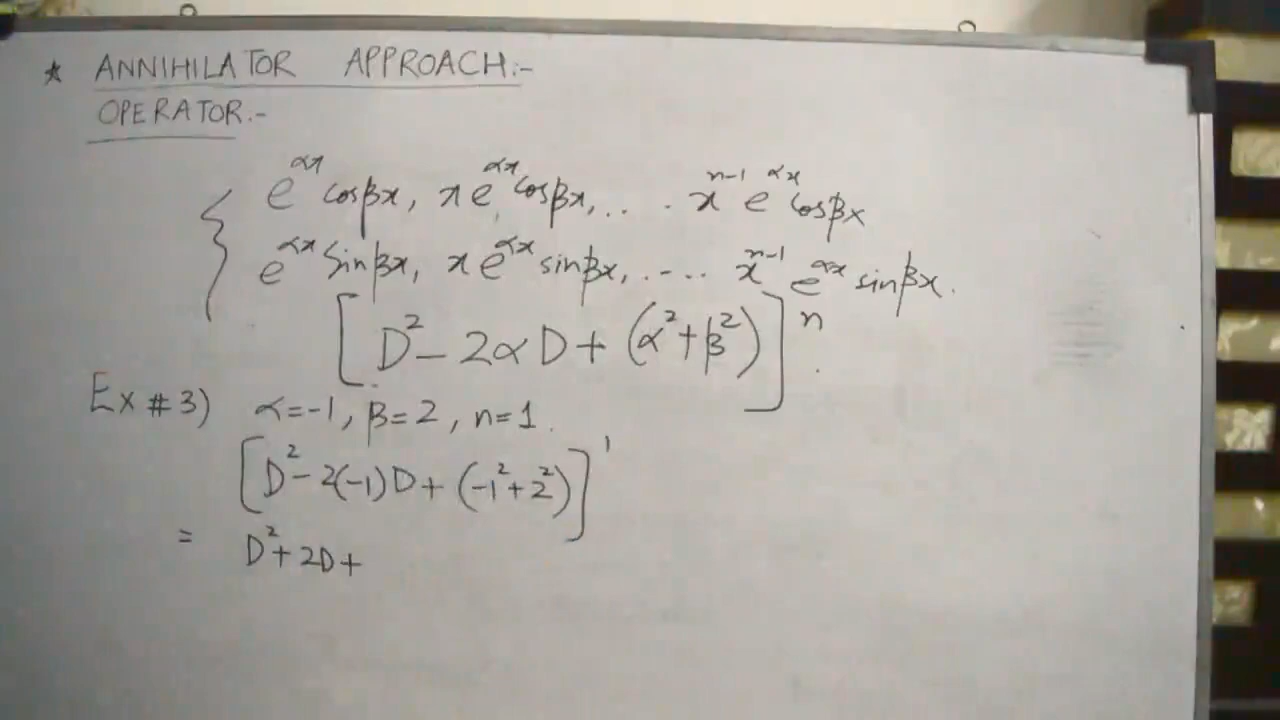 * ANNIHILATOR APPROACH:-
OPERATOR:-
e^αx cosβx, x e^αx cosβx, ... x^n-1 e^αx cosβx
e^αx Sinβx, x e^αx sinβx, .-... x^n-1 e^αx sinβx.
[D² - 2αD + (α² + β²)]^n
Ex # 3) α=-1, β=2, n=1.
[D² - 2(-1)D + (-1² + 2²)]^1
= D² + 2D +